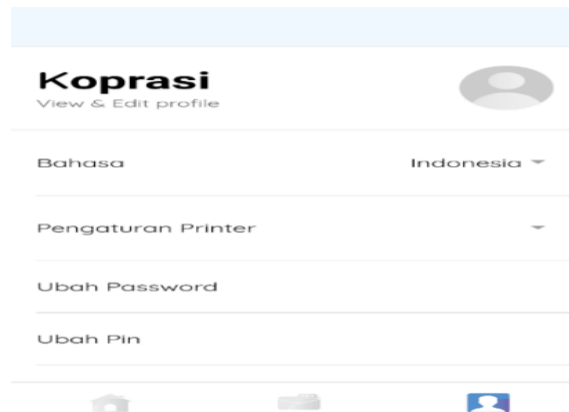 Koprasi
View & Edit profile
Bahasa Indonesia
Pengaturan Printer
Ubah Password
Ubah Pin